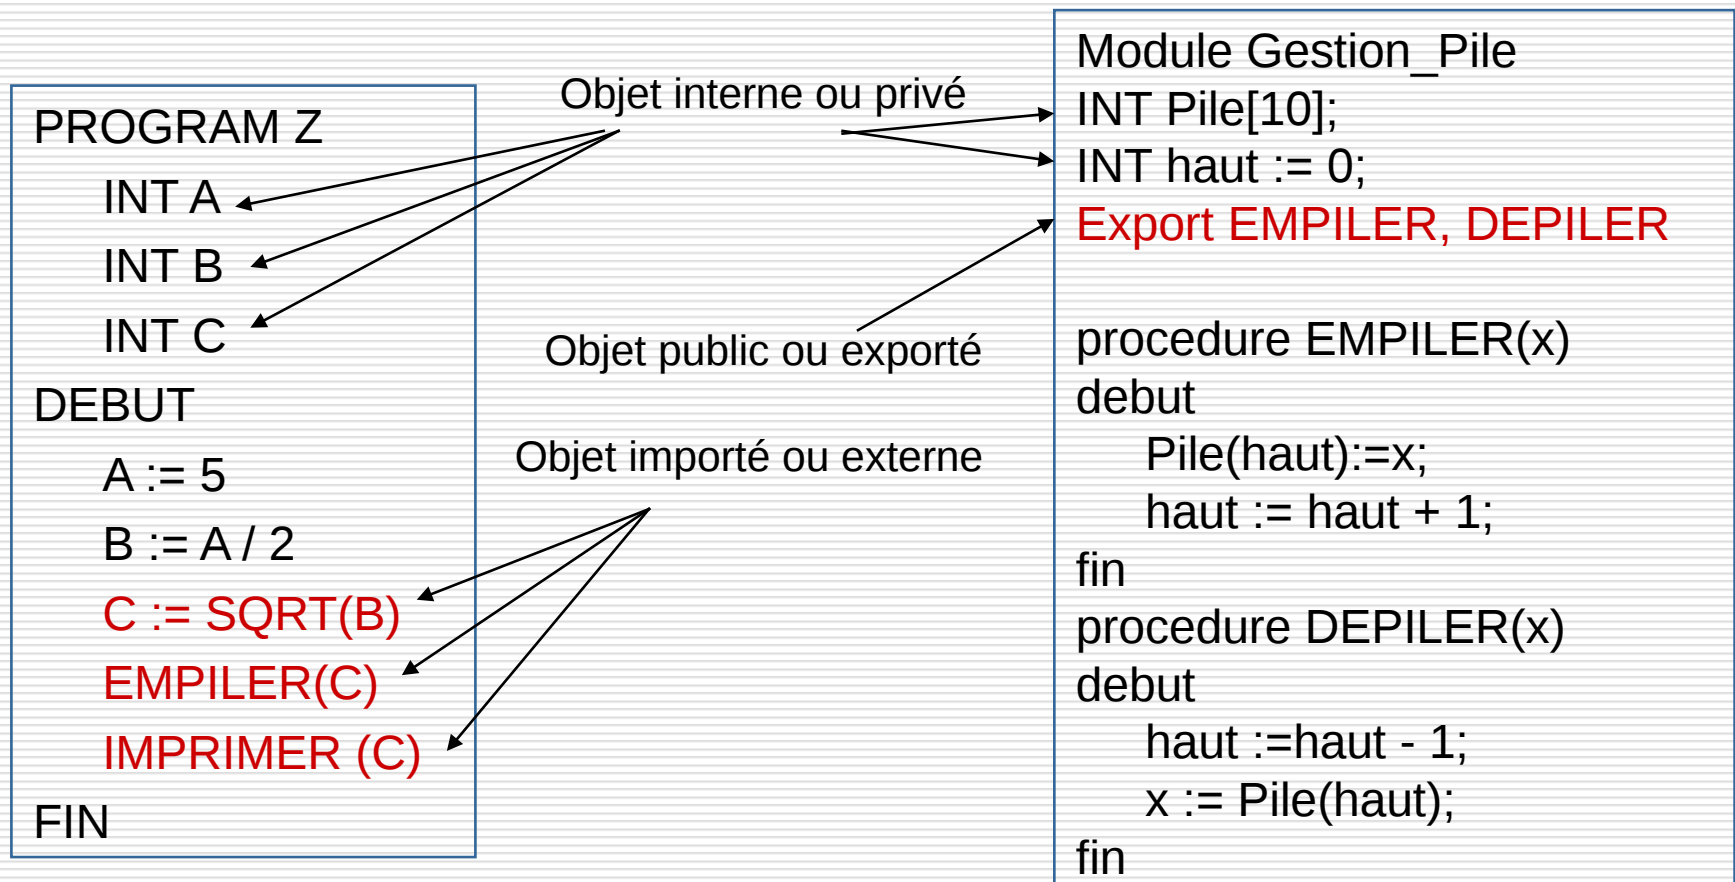 PROGRAM Z
INT A
INT B
INT C
DEBUT
A := 5
B := A / 2
C := SQRT(B)
EMPILER(C)
IMPRIMER (C)
FIN
Objet interne ou privé
Objet public ou exporté
Objet importé ou externe
Module Gestion_Pile
INT Pile[10];
INT haut := 0;
Export EMPILER, DEPILER
procedure EMPILER(x)
debut
Pile(haut):=x;
haut := haut + 1;
fin
procedure DEPILER(x)
debut
haut :=haut - 1;
x := Pile(haut);
fin